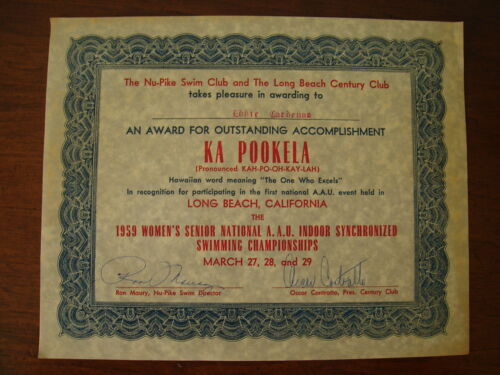 The Nu-Pike Swim Club and The Long Beach Century Club
takes pleasure in awarding to
AN AWARD FOR OUTSTANDING ACCOMPLISHMENT
KA POOKELA
(Pronounced KAH-PO-OH-KAY-LAH)
Hawaiian word meaning "The One Who Excels"
In recognition for participating in the first national A.A.U. event held in
LONG BEACH, CALIFORNIA
THE
1959 WOMEN'S SENIOR NATIONAL A.A.U. INDOOR SYNCHRONIZED
SWIMMING CHAMPIONSHIPS
MARCH 27, 28, and 29
Ron Maury, Nu-Pike Swim Director
Oscar Contratto, Pres. Century Club